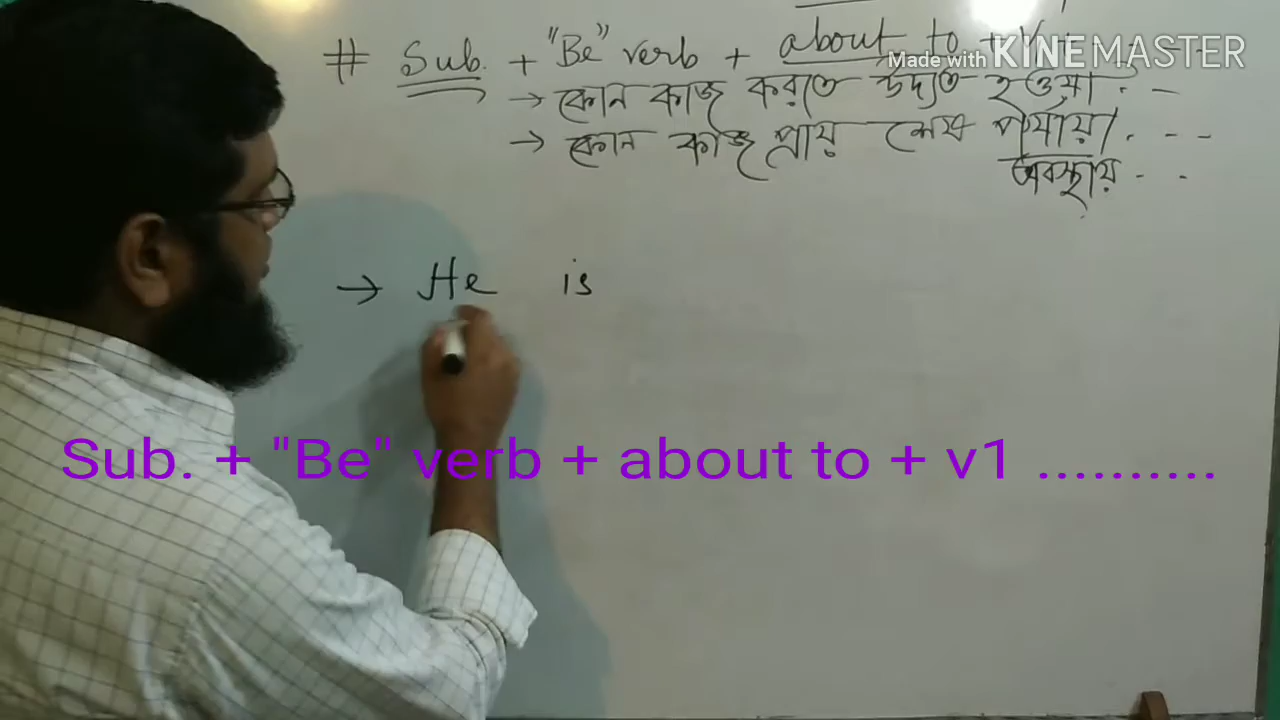 # Sub. + "Be" verb + about to + V1 - - -
Made with KINEMASTER
→ কোন কাজ করতে উদ্যত হওয়া. -
→ কোন কাজ প্রায় শেষ পর্যায়. - -
অবস্থায় - -
→ He is
Sub. + "Be" verb + about to + v1 ..........